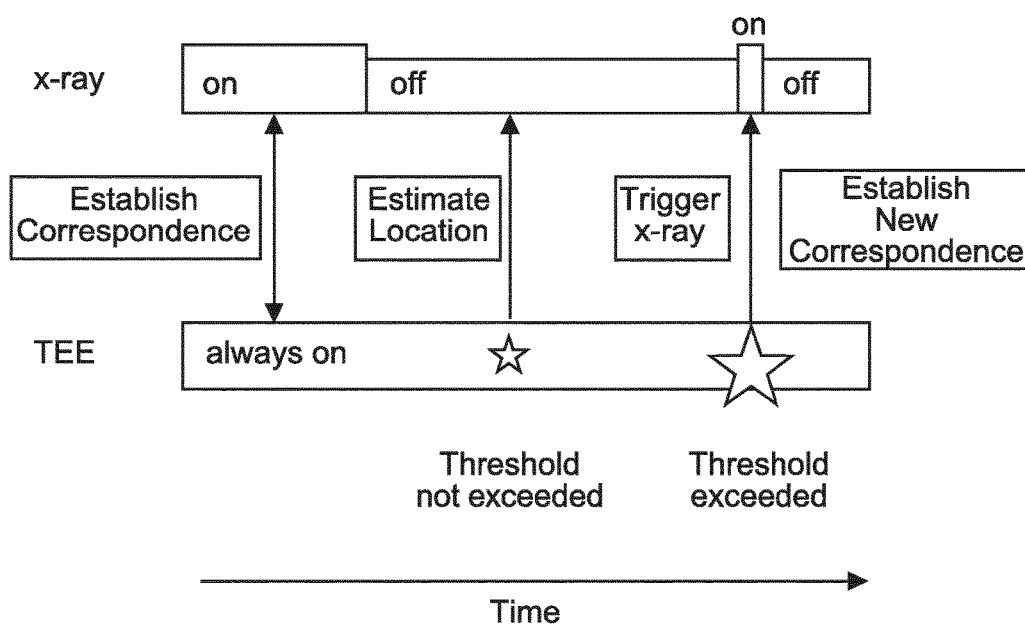 on
x-ray
on
off
off
Establish
Correspondence
Estimate
Location
Trigger
x-ray
Establish
New
Correspondence
TEE
always on
Threshold
not exceeded
Threshold
exceeded
Time